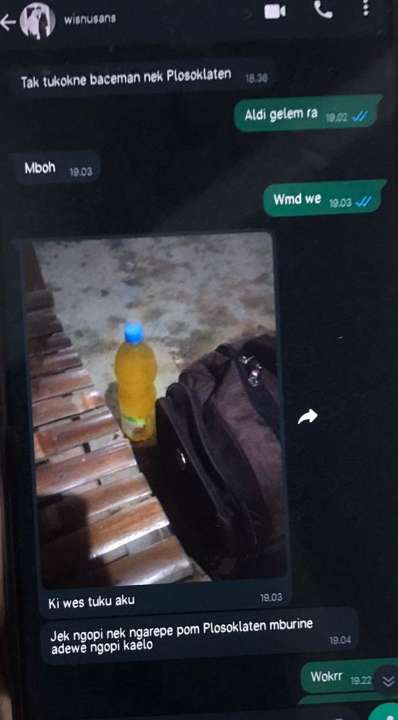 wisnusans
Tak tukokne baceman nek Plosoklaten 18.36
Aldi gelem ra 19.02
Mboh 19.03
Wmd we 19.03
Ki wes tuku aku 19.03
Jek ngopi nek ngarepe pom Plosoklaten mburine
adewe ngopi kaelo 19.04
Wokrr 19.22